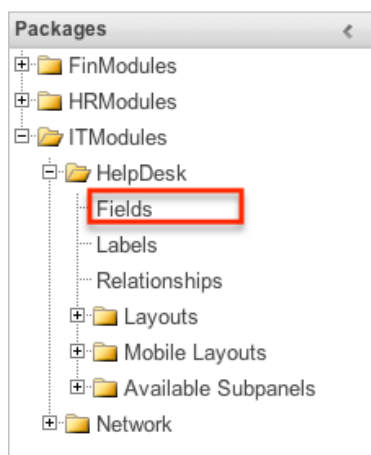 Packages
FinModules
HRModules
ITModules
HelpDesk
Fields
Labels
Relationships
Layouts
Mobile Layouts
Available Subpanels
Network